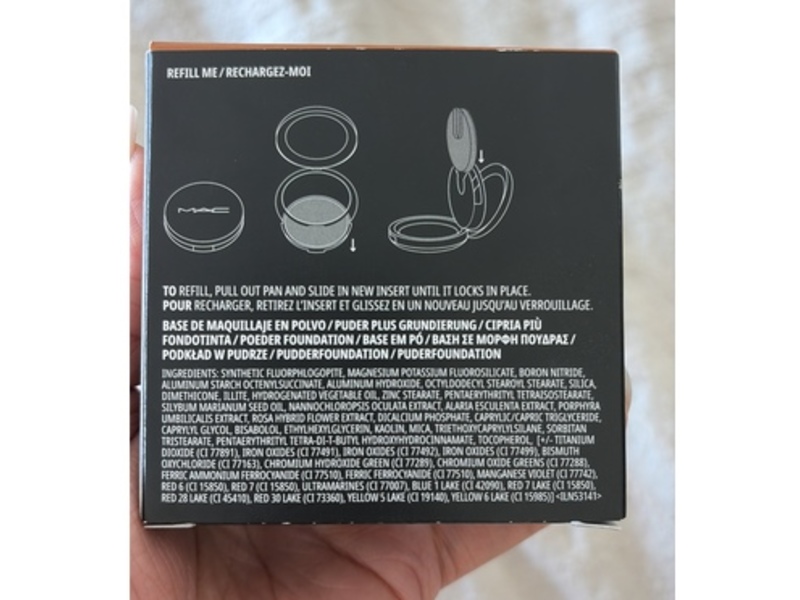 REFILL ME / RECHARGEZ-MOI
MAC
TO REFILL, PULL OUT PAN AND SLIDE IN NEW INSERT UNTIL IT LOCKS IN PLACE.
POUR RECHARGER, RETIREZ L'INSERT ET GLISSEZ EN UN NOUVEAU JUSQU'AU VERROUILLAGE.
BASE DE MAQUILLAJE EN POLVO / PUDER PLUS GRUNDIERUNG / CIPRIA PIÙ
FONDOTINTA / POEDER FOUNDATION / BASE EM PÓ / ΒΑΣΗ ΣΕ ΜΟΡΦΗ ΠΟΥΔΡΑΣ /
PODKŁAD W PUDRZE / PUDDERFOUNDATION / PUDERFOUNDATION
INGREDIENTS: SYNTHETIC FLUORPHLOGOPITE, MAGNESIUM POTASSIUM FLUOROSILICATE, BORON NITRIDE,
ALUMINUM STARCH OCTENYLSUCCINATE, ALUMINUM HYDROXIDE, OCTYLDODECYL STEAROYL STEARATE, SILICA,
DIMETHICONE, ILLITE, HYDROGENATED VEGETABLE OIL, ZINC STEARATE, PENTAERYTHRITYL TETRAISOSTEARATE,
SILYBUM MARIANUM SEED OIL, NANNOCHLOROPSIS OCULATA EXTRACT, ALARIA ESCULENTA EXTRACT, PORPHYRA
UMBILICALIS EXTRACT, ROSA HYBRID FLOWER EXTRACT, DICALCIUM PHOSPHATE, CAPRYLIC/CAPRIC TRIGLYCERIDE,
CAPRYLYL GLYCOL, BISABOLOL, ETHYLHEXYLGLYCERIN, KAOLIN, MICA, TRIETHOXYCAPRYLYLSILANE, SORBITAN
TRISTEARATE, PENTAERYTHRITYL TETRA-DI-T-BUTYL HYDROXYHYDROCINNAMATE, TOCOPHEROL, [+/- TITANIUM
DIOXIDE (CI 77891), IRON OXIDES (CI 77491), IRON OXIDES (CI 77492), IRON OXIDES (CI 77499), BISMUTH
OXYCHLORIDE (CI 77163), CHROMIUM HYDROXIDE GREEN (CI 77289), CHROMIUM OXIDE GREENS (CI 77288),
FERRIC AMMONIUM FERROCYANIDE (CI 77510), FERRIC FERROCYANIDE (CI 77510), MANGANESE VIOLET (CI 77742),
RED 6 (CI 15850), RED 7 (CI 15850), ULTRAMARINES (CI 77007), BLUE 1 LAKE (CI 42090), RED 7 LAKE (CI 15850),
RED 28 LAKE (CI 45410), RED 30 LAKE (CI 73360), YELLOW 5 LAKE (CI 19140), YELLOW 6 LAKE (CI 15985)] <ILN53141>